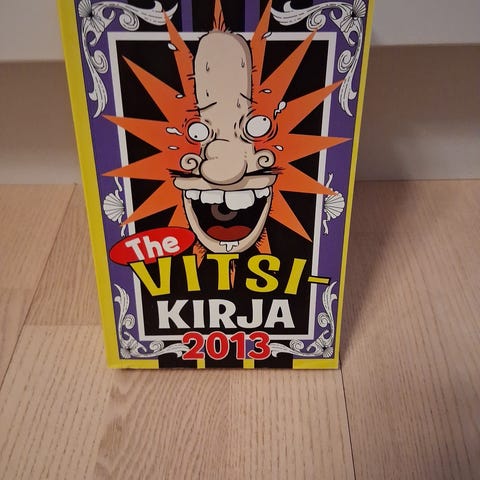 The
VITSI-
KIRJA
2013